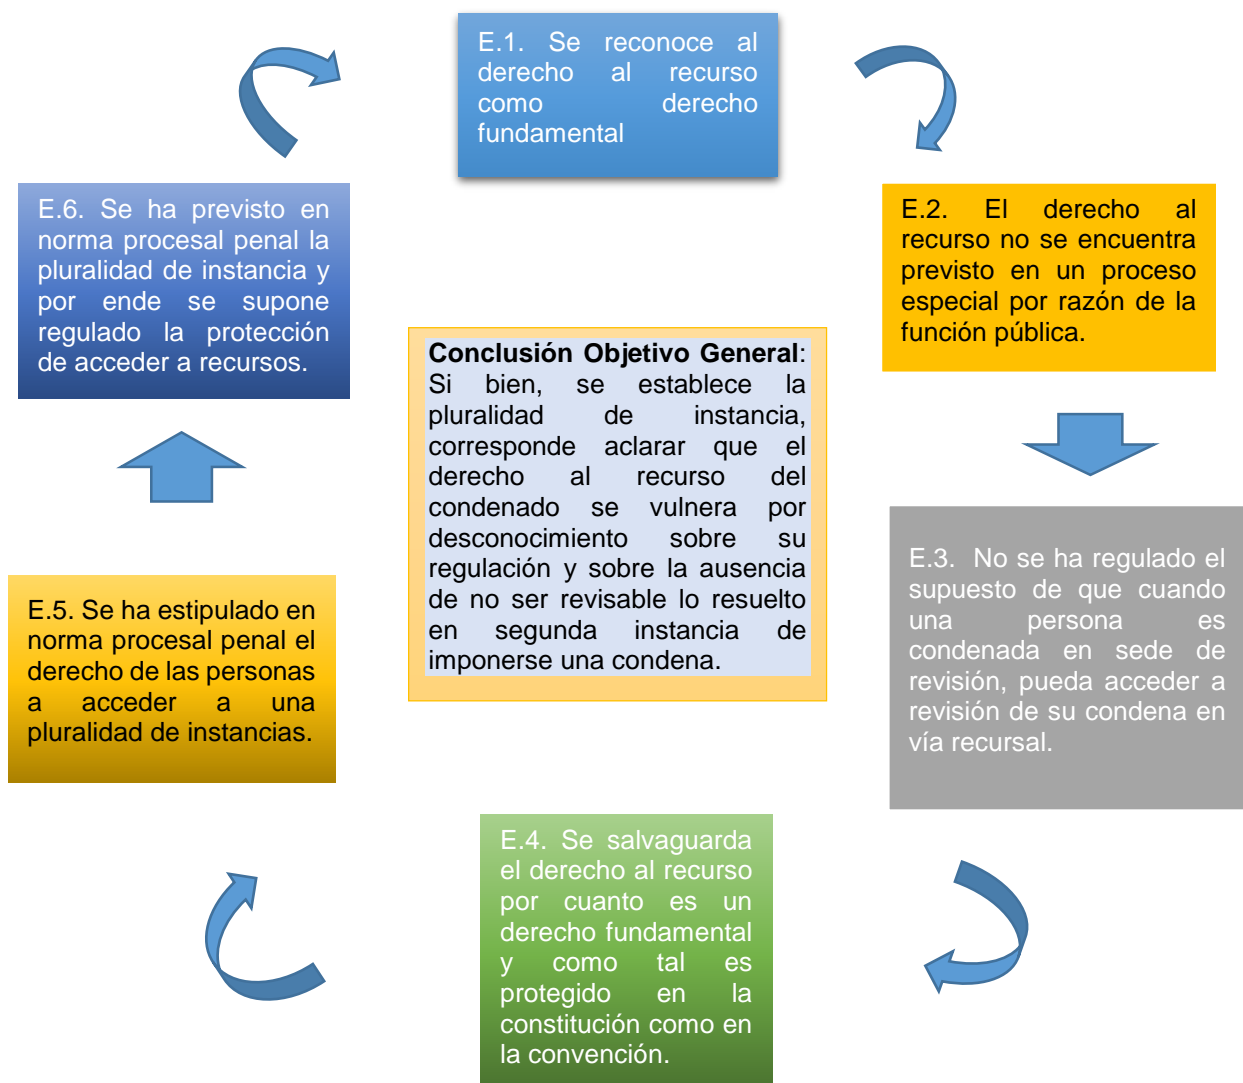 E.1. Se reconoce al
derecho al recurso
como derecho
fundamental
E.2. El derecho al
recurso no se encuentra
previsto en un proceso
especial por razón de la
función pública.
E.3. No se ha regulado el
supuesto de que cuando
una persona es
condenada en sede de
revisión, pueda acceder a
revisión de su condena en
vía recursal.
E.4. Se salvaguarda
el derecho al recurso
por cuanto es un
derecho fundamental
y como tal es
protegido en la
constitución como en
la convención.
E.5. Se ha estipulado en
norma procesal penal el
derecho de las personas
a acceder a una
pluralidad de instancias.
E.6. Se ha previsto en
norma procesal penal la
pluralidad de instancia y
por ende se supone
regulado la protección
de acceder a recursos.
Conclusión Objetivo General:
Si bien, se establece la
pluralidad de instancia,
corresponde aclarar que el
derecho al recurso del
condenado se vulnera por
desconocimiento sobre su
regulación y sobre la ausencia
de no ser revisable lo resuelto
en segunda instancia de
imponerse una condena.